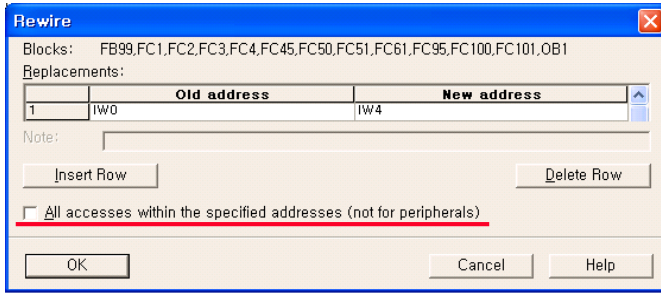 Rewire
Blocks: FB99,FC1,FC2,FC3,FC4,FC45,FC50,FC51,FC61,FC95,FC100,FC101,OB1
Replacements:
Old address New address
1 IW0 IW4
Note:
Insert Row Delete Row
All accesses within the specified addresses (not for peripherals)
OK Cancel Help